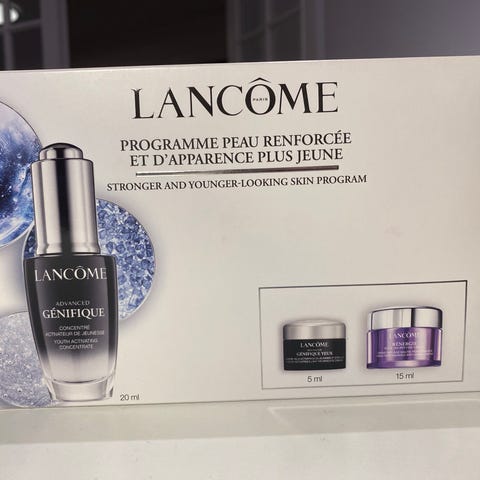 LANCÔME
PARIS
PROGRAMME PEAU RENFORCÉE
ET D'APPARENCE PLUS JEUNE
STRONGER AND YOUNGER-LOOKING SKIN PROGRAM
LANCÔME
ADVANCED
GÉNIFIQUE
CONCENTRÉ
ACTIVATEUR DE JEUNESSE
YOUTH ACTIVATING
CONCENTRATE
20 ml
LANCÔME
GÉNIFIQUE YEUX
5 ml
LANCÔME
RÉNERGIE
15 ml